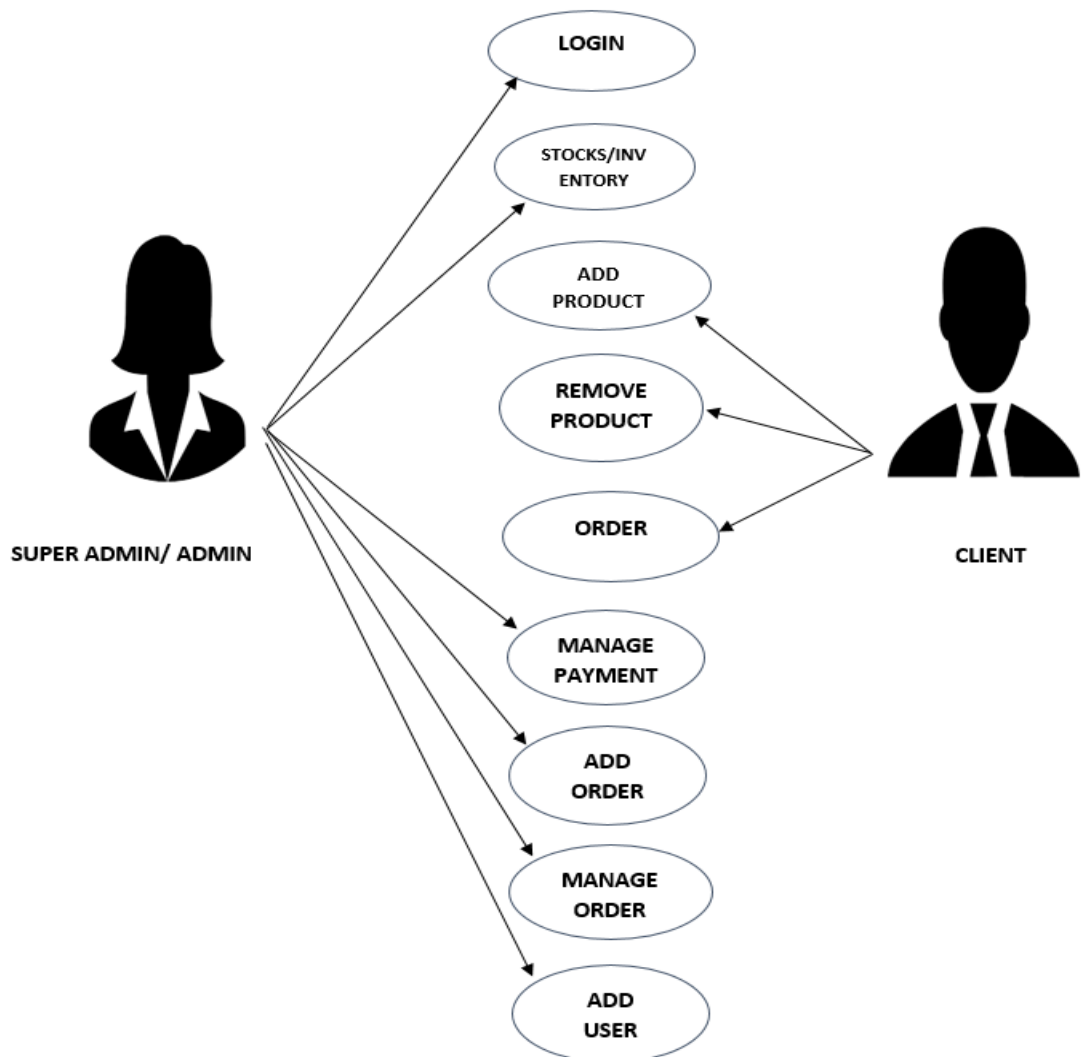 LOGIN
STOCKS/INV
ENTORY
ADD
PRODUCT
REMOVE
PRODUCT
ORDER
SUPER ADMIN/ ADMIN
CLIENT
MANAGE
PAYMENT
ADD
ORDER
MANAGE
ORDER
ADD
USER